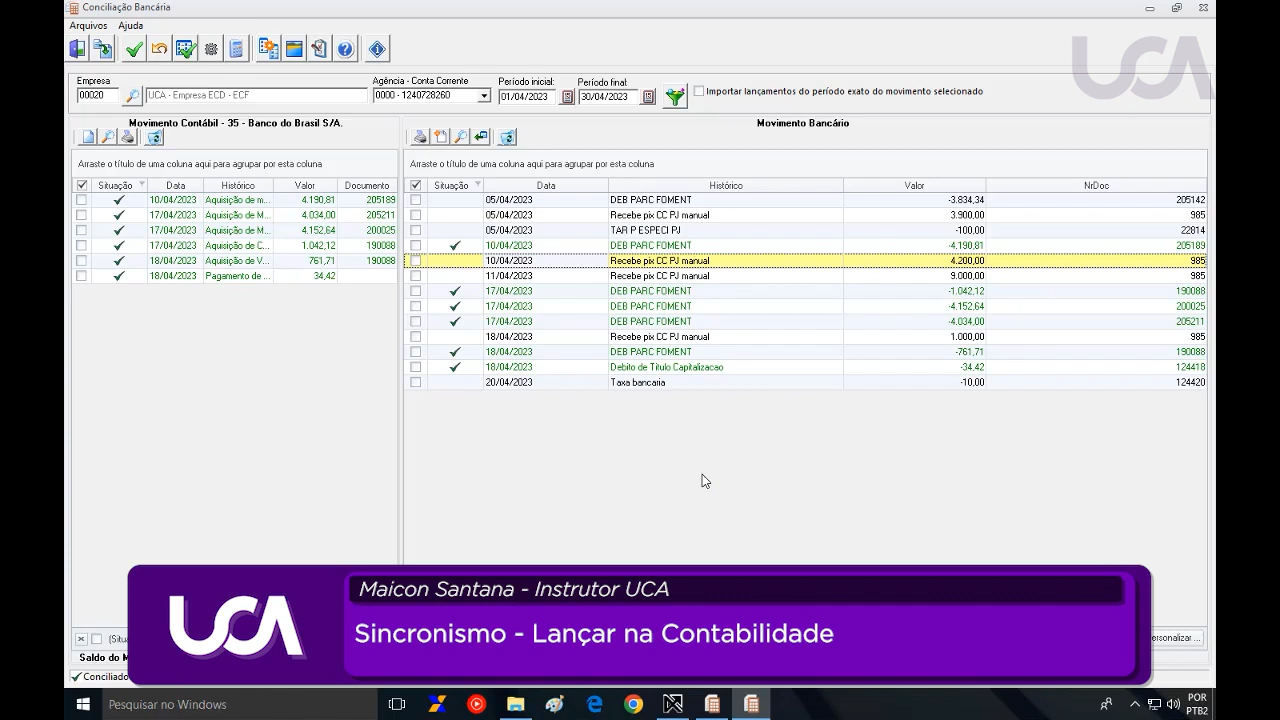 Conciliação Bancária
Arquivos Ajuda
UCA
Empresa Agência - Conta Corrente Período inicial: Período final:
00020 UCA - Empresa ECD - ECF 0000 - 1240728260 01/04/2023 30/04/2023 Importar lançamentos do período exato do movimento selecionado
Movimento Contábil - 35 - Banco do Brasil S/A.
Arraste o título de uma coluna aqui para agrupar por esta coluna
Situação Data Histórico Valor Documento
10/04/2023 Aquisição de m... 4.190,81 205189
17/04/2023 Aquisição de M... 4.034,00 205211
17/04/2023 Aquisição de M... 4.152,64 200025
17/04/2023 Aquisição de C... 1.042,12 190088
18/04/2023 Aquisição de V... 761,71 190088
18/04/2023 Pagamento de ... 34,42
Movimento Bancário
Arraste o título de uma coluna aqui para agrupar por esta coluna
Situação Data Histórico Valor NrDoc
05/04/2023 DEB PARC FOMENT -3.834,34 205142
05/04/2023 Recebe pix CC PJ manual 3.900,00 985
05/04/2023 TAR P ESPECI PJ -100,00 22814
10/04/2023 DEB PARC FOMENT -4.190,81 205189
10/04/2023 Recebe pix CC PJ manual 4.200,00 985
11/04/2023 Recebe pix CC PJ manual 9.000,00 985
17/04/2023 DEB PARC FOMENT -1.042,12 190088
17/04/2023 DEB PARC FOMENT -4.152,64 200025
17/04/2023 DEB PARC FOMENT -4.034,00 205211
18/04/2023 Recebe pix CC PJ manual 1.000,00 985
18/04/2023 DEB PARC FOMENT -761,71 190088
18/04/2023 Debito de Titulo Capitalizacao -34,42 124418
20/04/2023 Taxa bancaria -10,00 124420
(Situa
ersonalizar ...
Saldo do M
Conciliado
UCA
Maicon Santana - Instrutor UCA
Sincronismo - Lançar na Contabilidade
Pesquisar no Windows
POR
PTB2